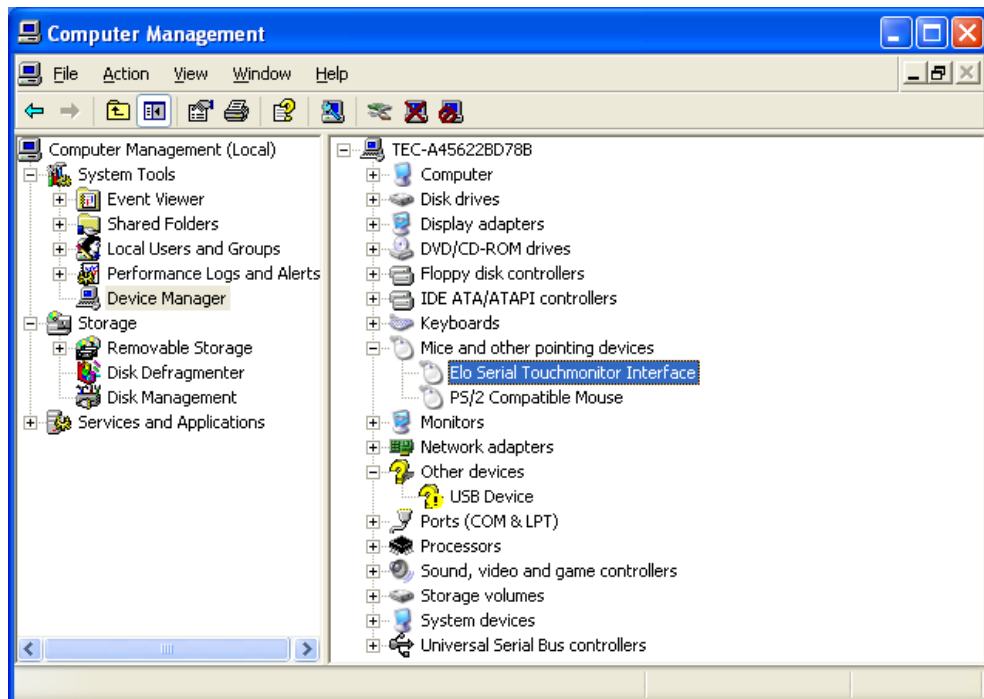 Computer Management
File Action View Window Help
Computer Management (Local)
System Tools
Event Viewer
Shared Folders
Local Users and Groups
Performance Logs and Alerts
Device Manager
Storage
Removable Storage
Disk Defragmenter
Disk Management
Services and Applications
TEC-A45622BD78B
Computer
Disk drives
Display adapters
DVD/CD-ROM drives
Floppy disk controllers
IDE ATA/ATAPI controllers
Keyboards
Mice and other pointing devices
Elo Serial Touchmonitor Interface
PS/2 Compatible Mouse
Monitors
Network adapters
Other devices
USB Device
Ports (COM & LPT)
Processors
Sound, video and game controllers
Storage volumes
System devices
Universal Serial Bus controllers